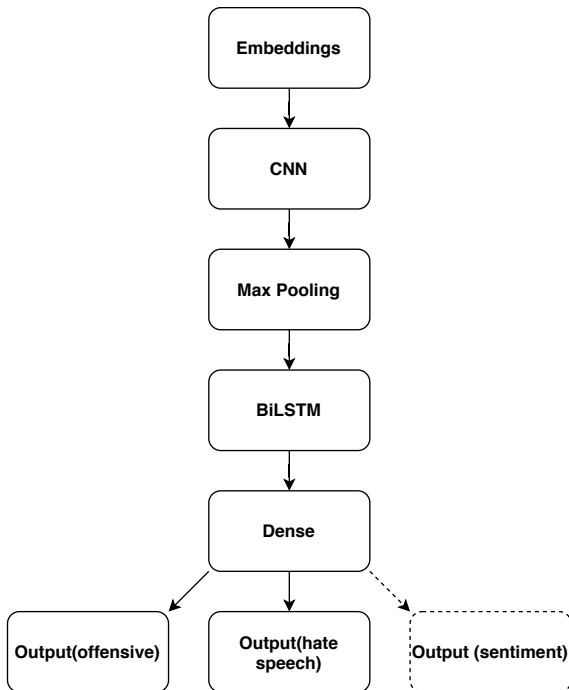 Embeddings
CNN
Max Pooling
BiLSTM
Dense
Output(offensive)
Output(hate
speech)
Output (sentiment)